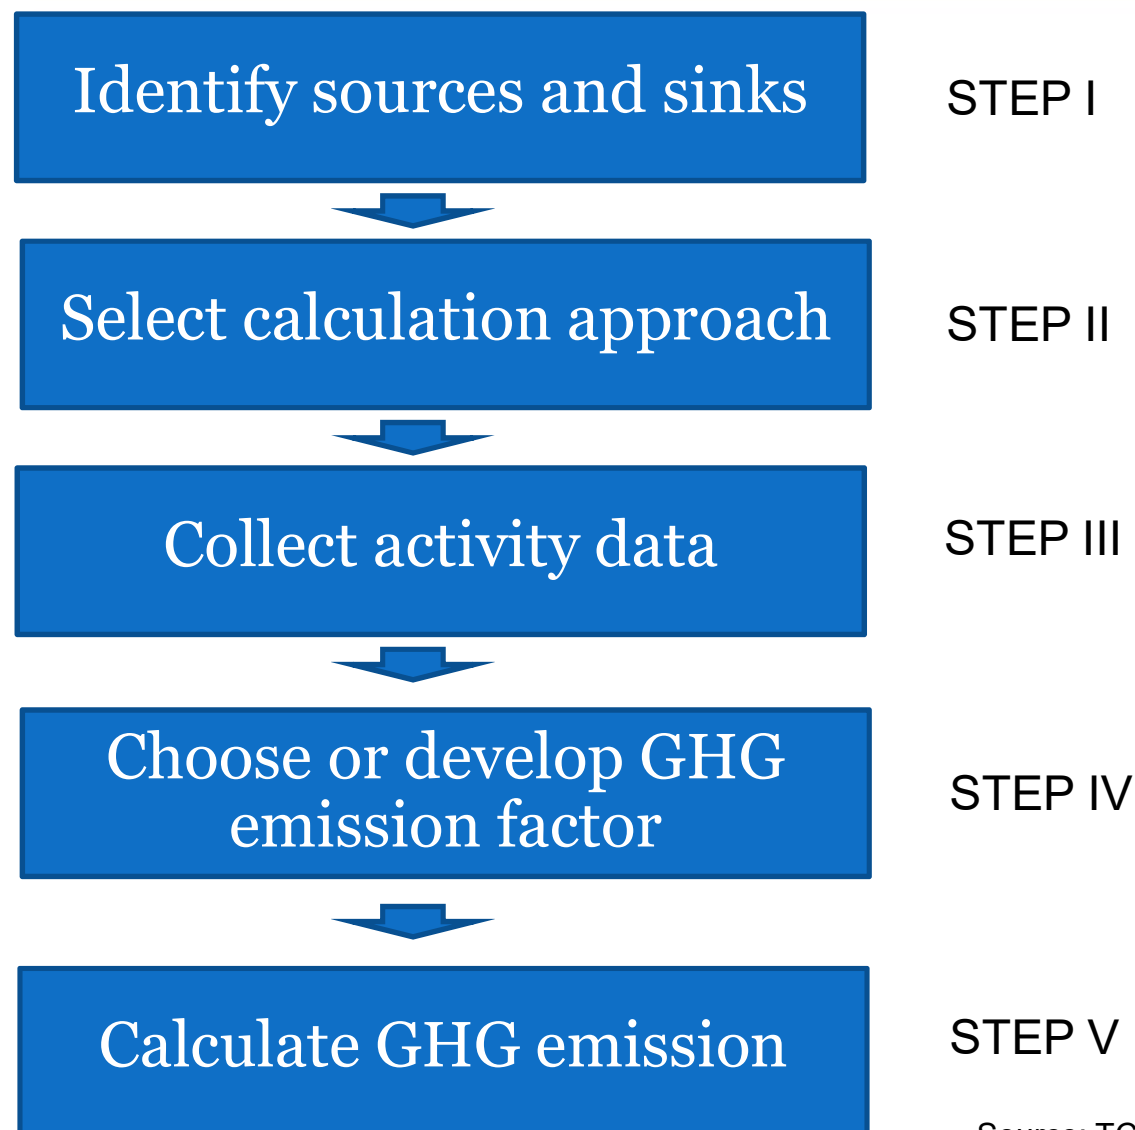 Identify sources and sinks
STEP I
Select calculation approach
STEP II
Collect activity data
STEP III
Choose or develop GHG
emission factor
STEP IV
Calculate GHG emission
STEP V